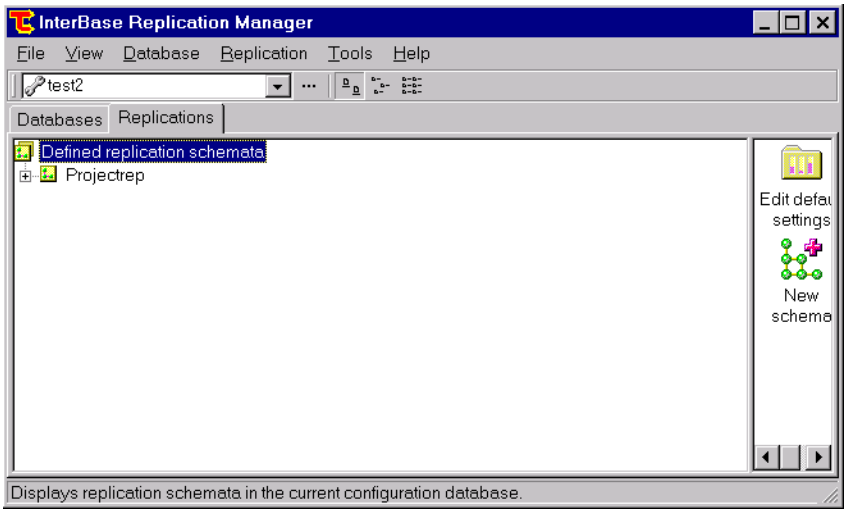 InterBase Replication Manager
File View Database Replication Tools Help
test2
Databases Replications
Defined replication schemata
Projectrep
Edit defau
settings
New
schema
Displays replication schemata in the current configuration database.